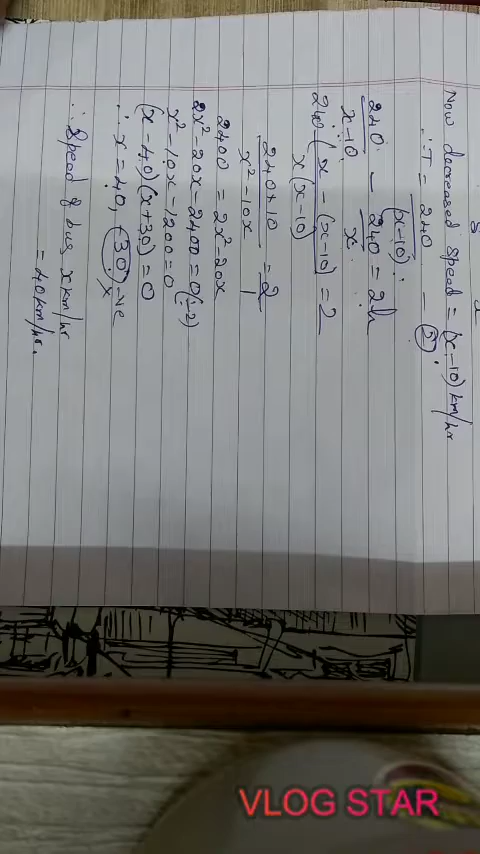 Now decreased speed = (x-10) km/hr
∴ T = 240/(x-10) - (2)
240/(x-10) - 240/x = 2h
240 (x - (x-10))/(x(x-10)) = 2
(240*10)/(x²-10x) = 2/1
2400 = 2x²-20x
2x²-20x-2400=0 (÷2)
x²-10x-1200=0
(x-40)(x+30)=0
∴ x = 40, (-30) -ve
x
∴ Speed of bus x km/hr
= 40 km/hr.
VLOG STAR